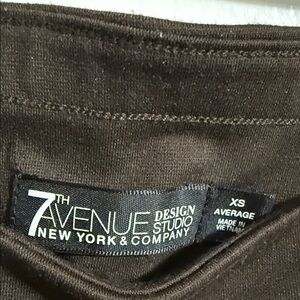 7TH AVENUE DESIGN STUDIO
NEW YORK & COMPANY
XS
AVERAGE
MADE IN
VIETNAM